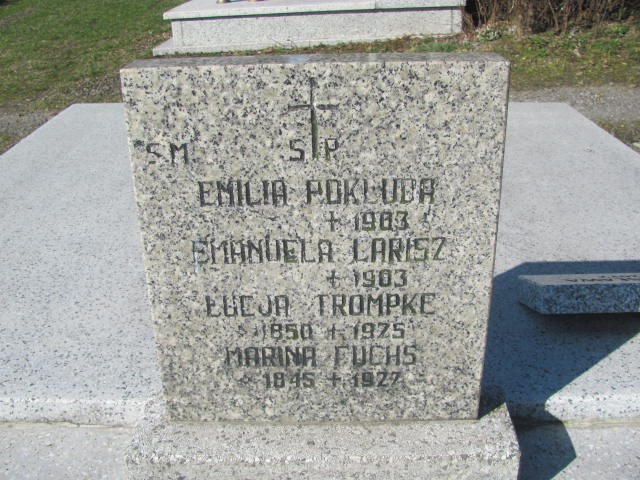 S M S P
EMILIA POKLUDA
+ 1903
EMANUELA LARISZ
+ 1903
ŁUCJA TROMPKE
1850 + 1925
MARINA FUCHS
* 1845 + 1927